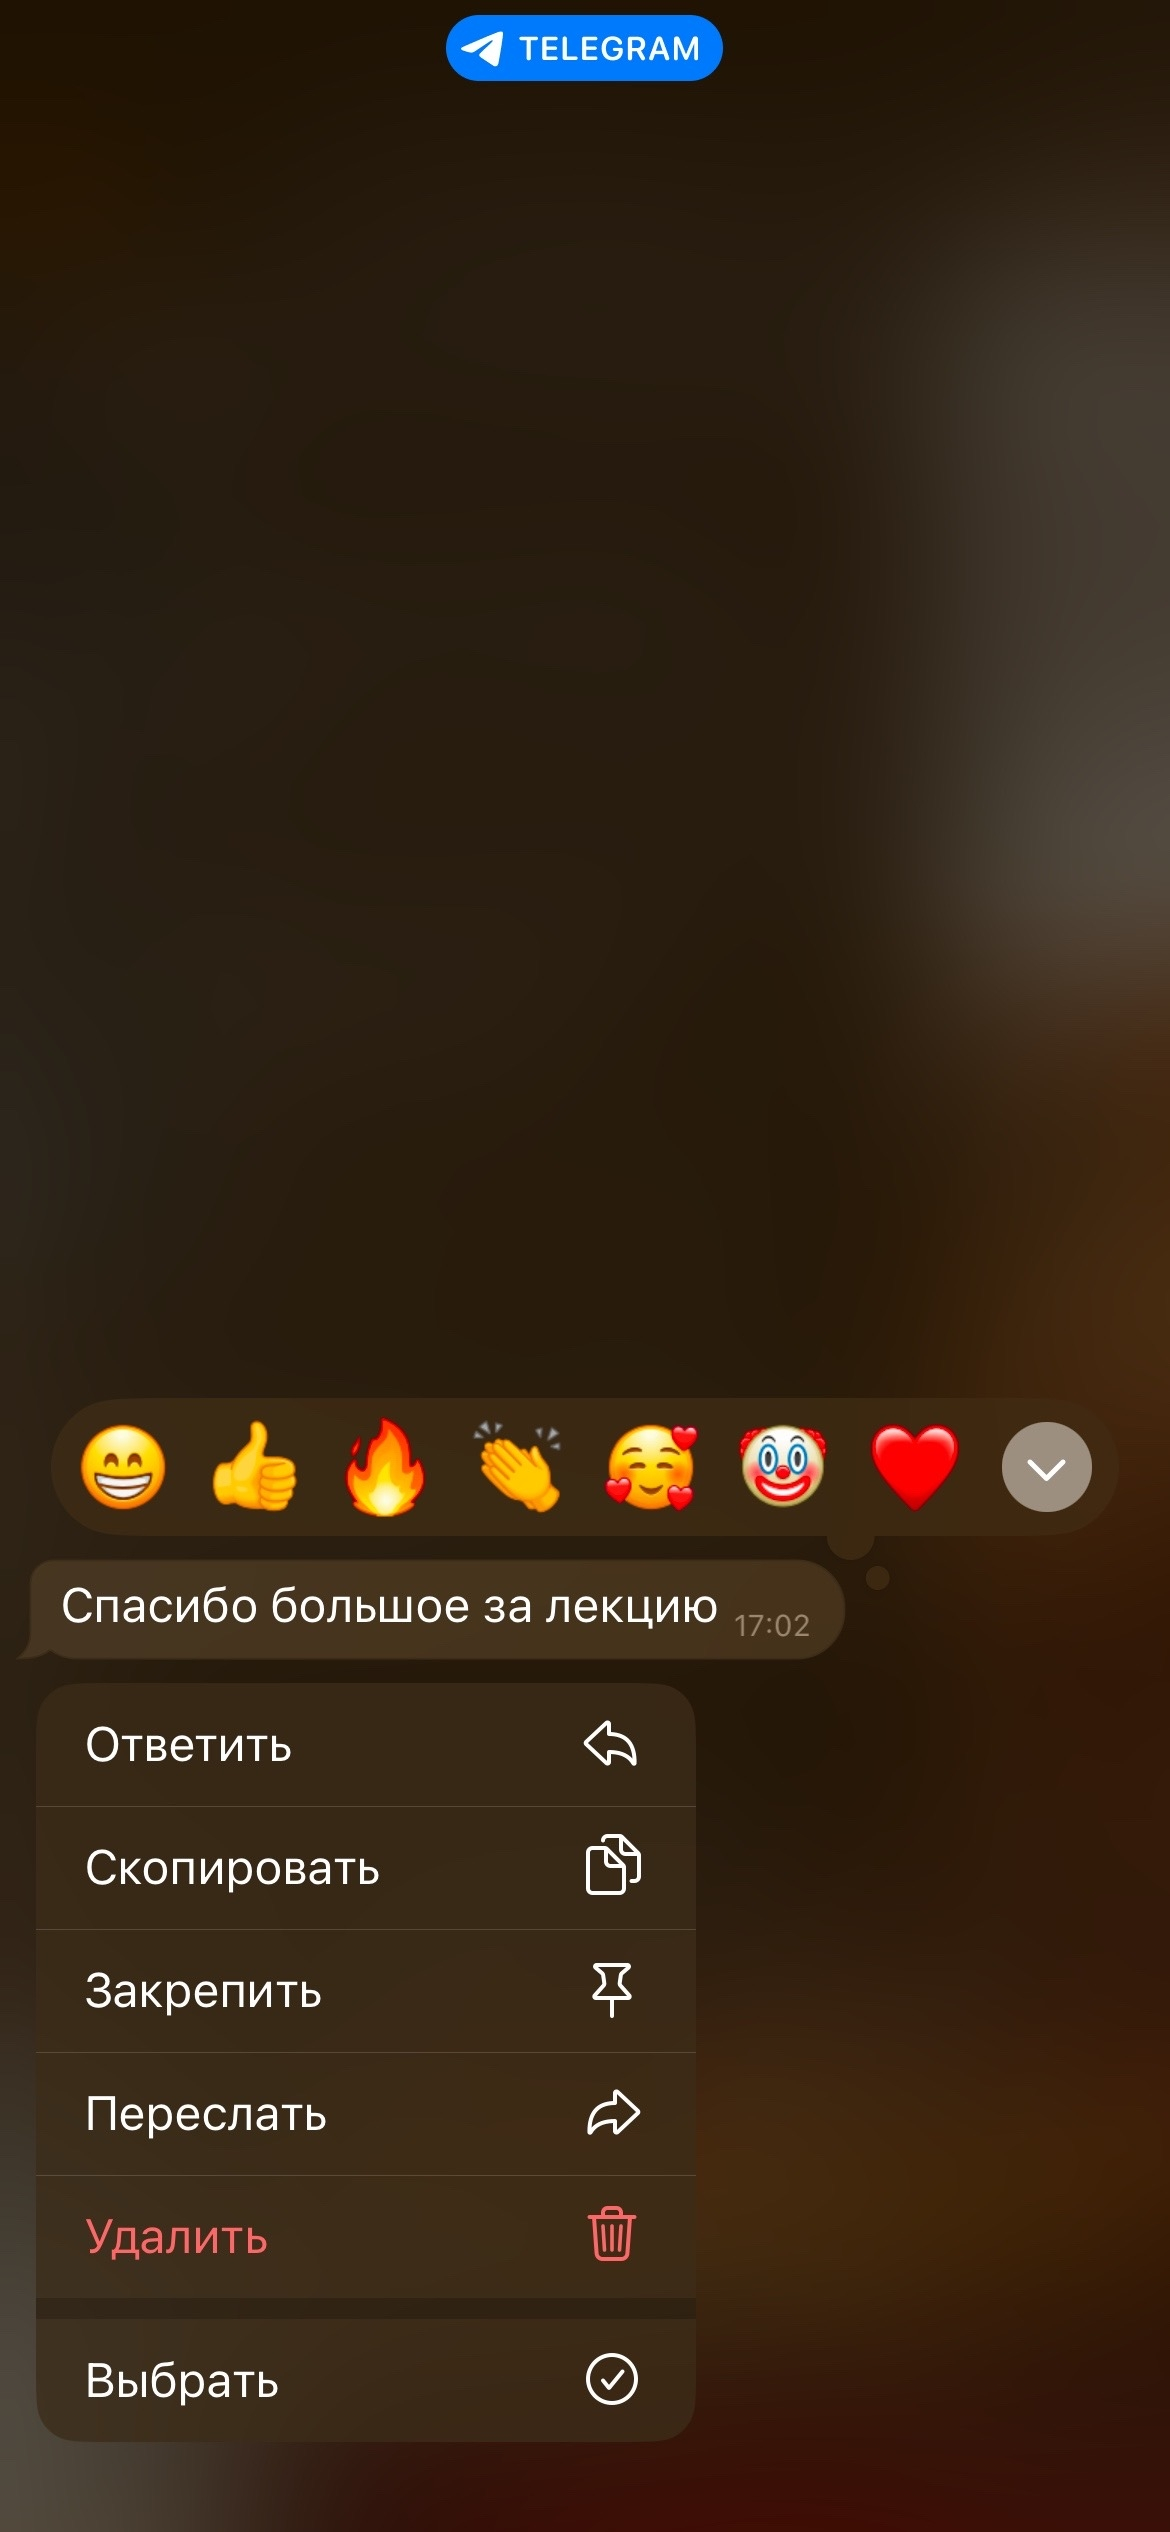 TELEGRAM
Спасибо большое за лекцию 17:02
Ответить
Скопировать
Закрепить
Переслать
Удалить
Выбрать